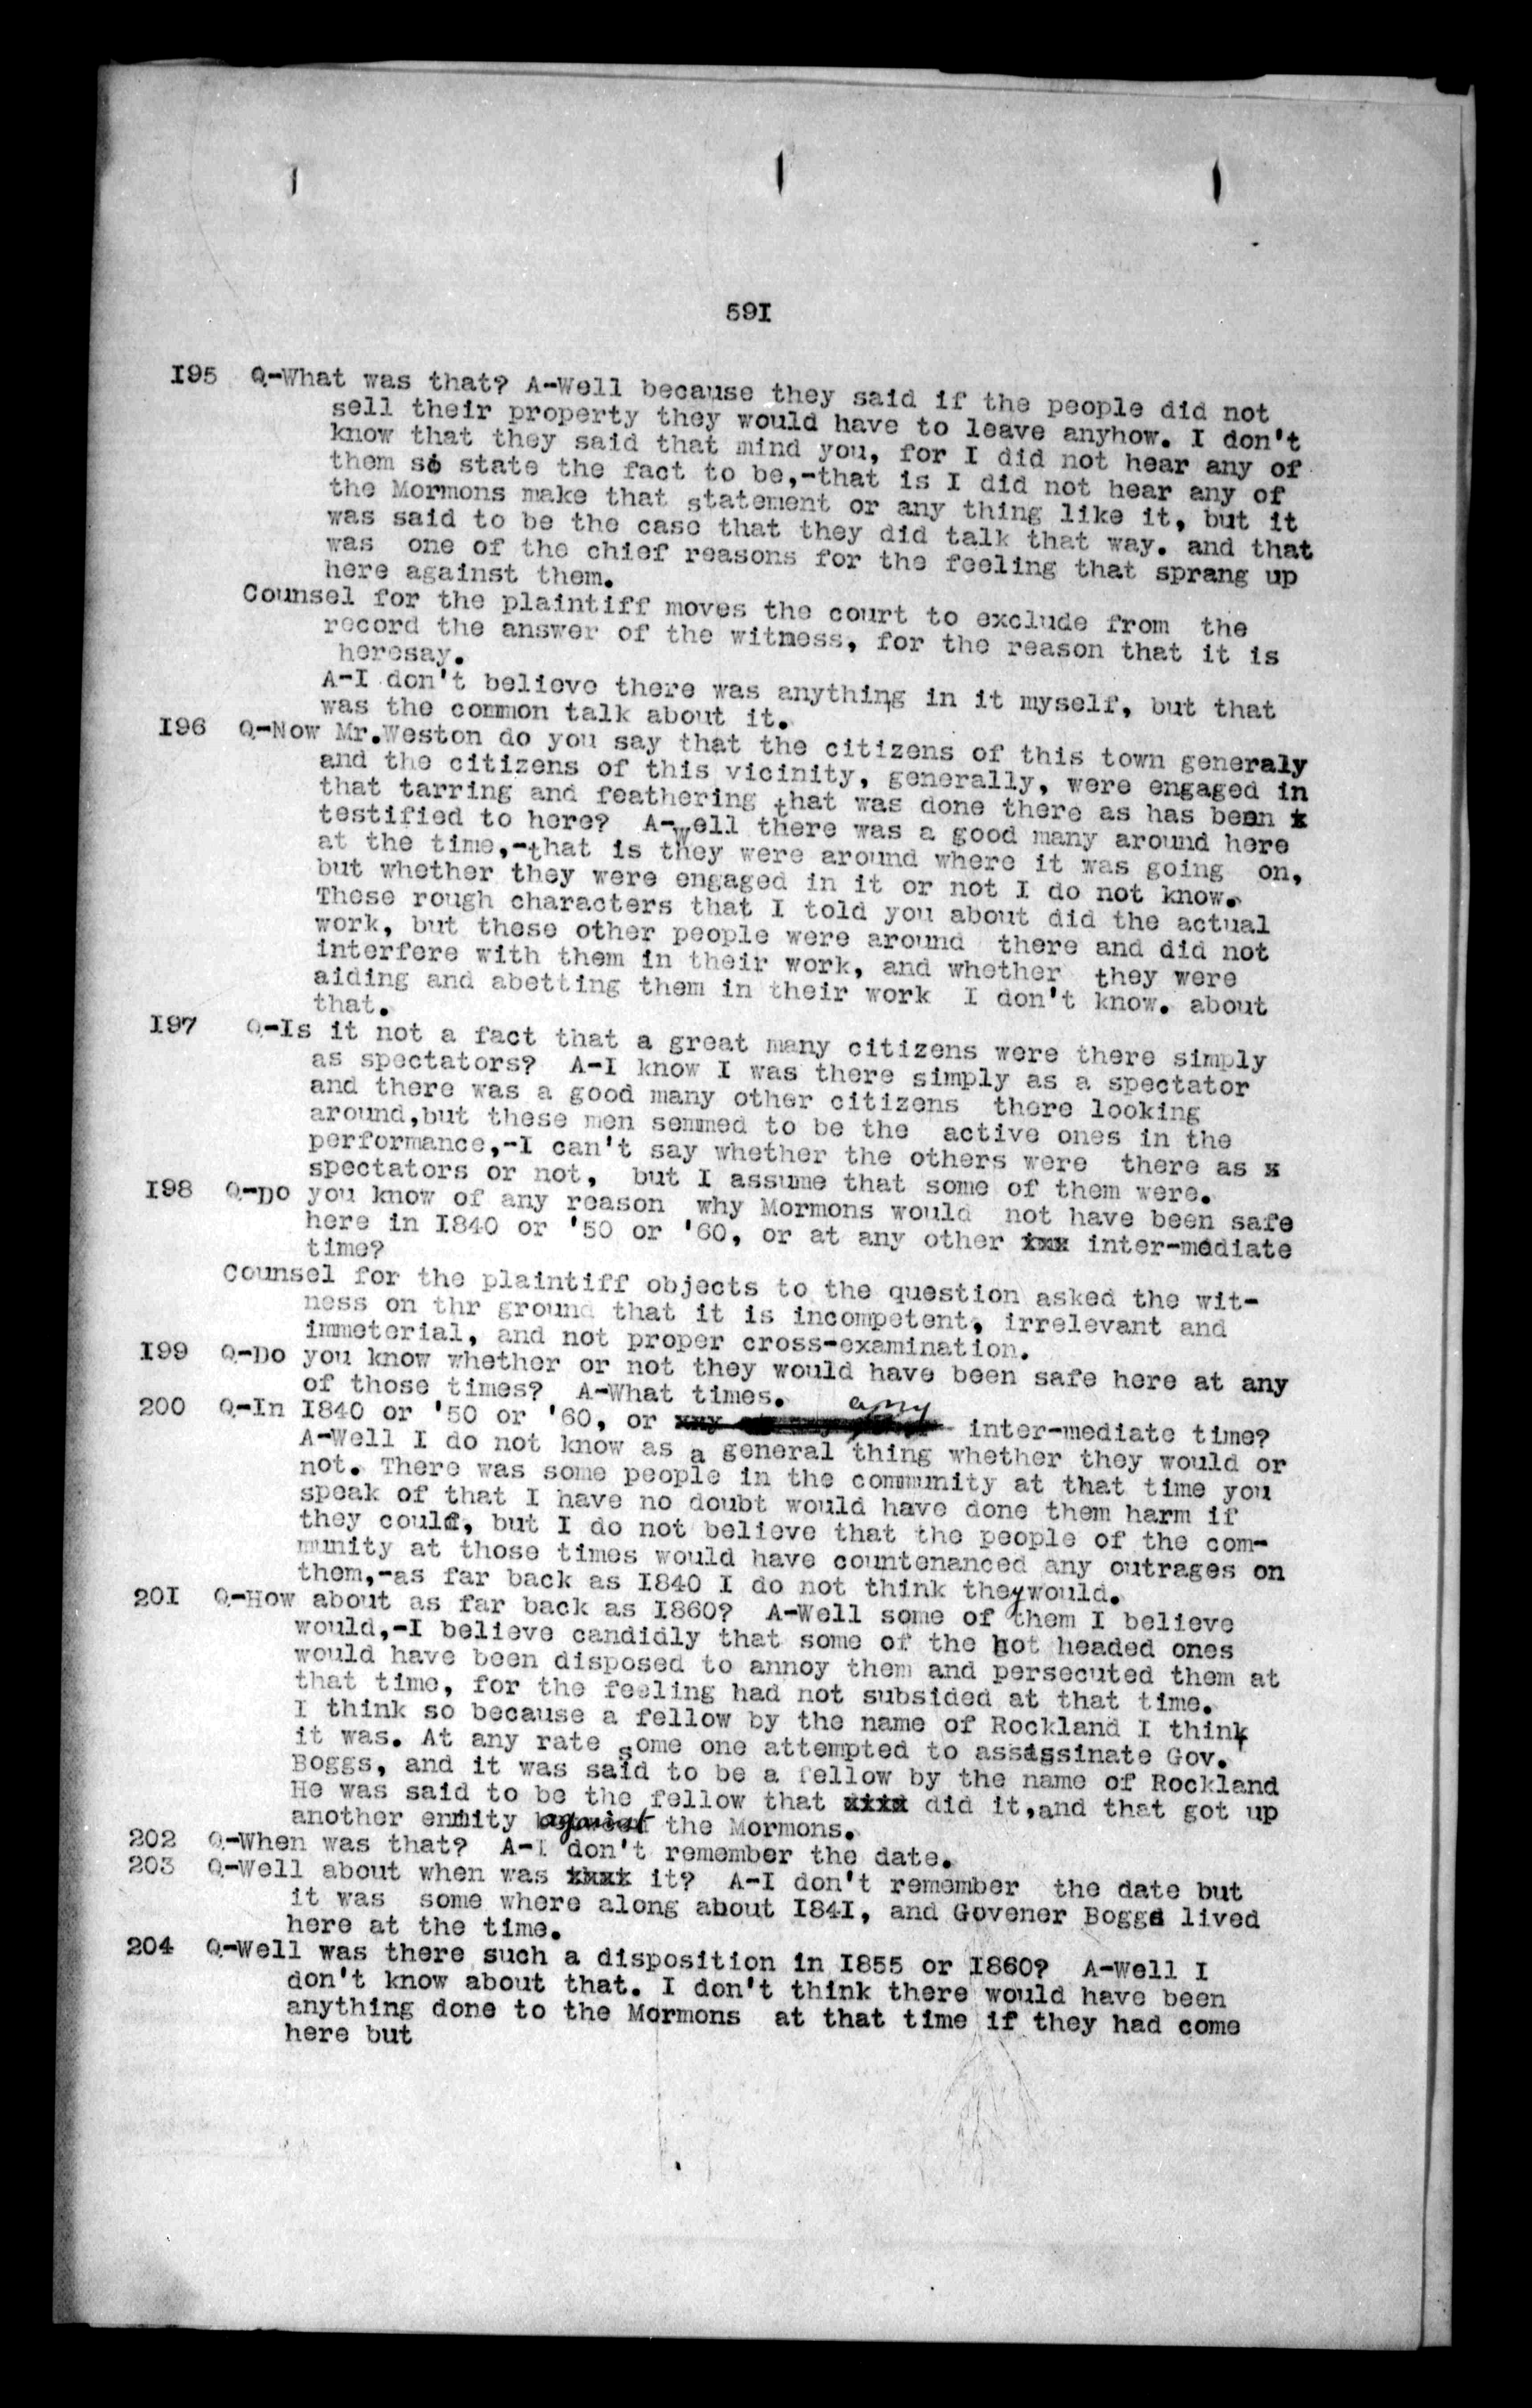 591
195 Q-What was that? A-Well because they said if the people did not
sell their property they would have to leave anyhow. I don't
know that they said that mind you, for I did not hear any of
them so state the fact to be,-that is I did not hear any of
the Mormons make that statement or any thing like it, but it
was said to be the case that they did talk that way. and that
was one of the chief reasons for the feeling that sprang up
here against them.
Counsel for the plaintiff moves the court to exclude from the
record the answer of the witness, for the reason that it is
heresay.
A-I don't believe there was anything in it myself, but that
was the common talk about it.
196 Q-Now Mr.Weston do you say that the citizens of this town generaly
and the citizens of this vicinity, generally, were engaged in
that tarring and feathering that was done there as has been x
testified to here? A-Well there was a good many around here
at the time,-that is they were around where it was going on,
but whether they were engaged in it or not I do not know.
These rough characters that I told you about did the actual
work, but these other people were around there and did not
interfere with them in their work, and whether they were
aiding and abetting them in their work I don't know. about
that.
197 Q-Is it not a fact that a great many citizens were there simply
as spectators? A-I know I was there simply as a spectator
and there was a good many other citizens there looking
around,but these men semmed to be the active ones in the
performance,-I can't say whether the others were there as x
spectators or not, but I assume that some of them were.
198 Q-Do you know of any reason why Mormons would not have been safe
here in 1840 or '50 or '60, or at any other xxx inter-mediate
time?
Counsel for the plaintiff objects to the question asked the wit-
ness on thr ground that it is incompetent, irrelevant and
immeterial, and not proper cross-examination.
199 Q-Do you know whether or not they would have been safe here at any
of those times? A-What times.
200 Q-In 1840 or '50 or '60, or any inter-mediate time?
A-Well I do not know as a general thing whether they would or
not. There was some people in the community at that time you
speak of that I have no doubt would have done them harm if
they could, but I do not believe that the people of the com-
munity at those times would have countenanced any outrages on
them,-as far back as 1840 I do not think they would.
201 Q-How about as far back as 1860? A-Well some of them I believe
would,-I believe candidly that some of the hot headed ones
would have been disposed to annoy them and persecuted them at
that time, for the feeling had not subsided at that time.
I think so because a fellow by the name of Rockland I think
it was. At any rate some one attempted to assissinate Gov.
Boggs, and it was said to be a fellow by the name of Rockland
He was said to be the fellow that xxxx did it,and that got up
another enmity against the Mormons.
202 Q-When was that? A-I don't remember the date.
203 Q-Well about when was xxxx it? A-I don't remember the date but
it was some where along about 1841, and Govener Boggs lived
here at the time.
204 Q-Well was there such a disposition in 1855 or 1860? A-Well I
don't know about that. I don't think there would have been
anything done to the Mormons at that time if they had come
here but